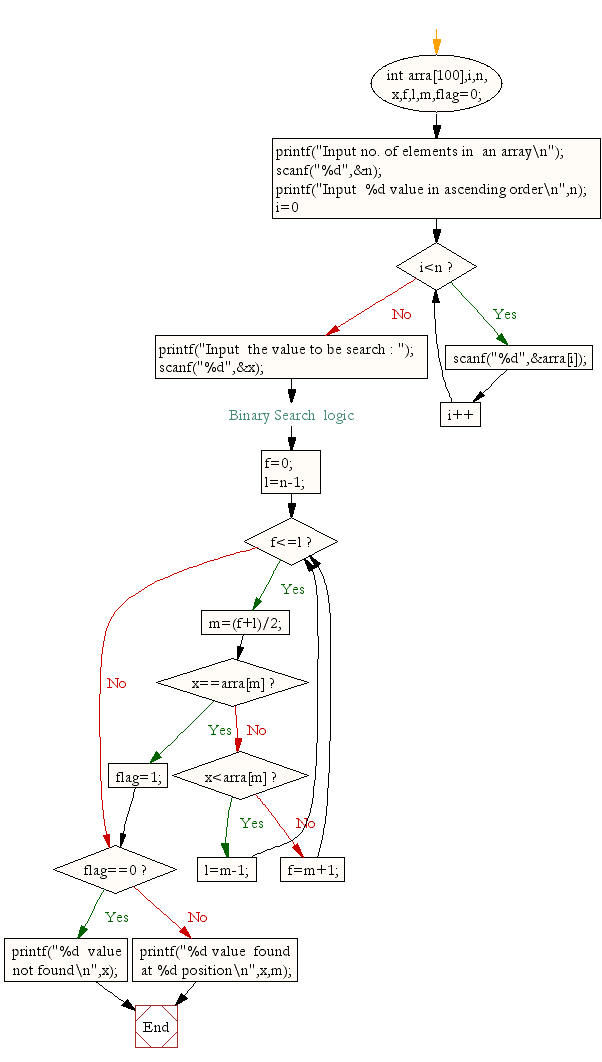 int arra[100],i,n,
x,f,l,m,flag=0;
printf("Input no. of elements in  an array\n");
scanf("%d",&n);
printf("Input  %d value in ascending order\n",n);
i=0
i<n ?
No
Yes
printf("Input  the value to be search : ");
scanf("%d",&x);
scanf("%d",&arra[i]);
i++
Binary Search  logic
f=0;
l=n-1;
f<=l ?
Yes
m=(f+l)/2;
No
x==arra[m] ?
Yes
No
flag=1;
x<arra[m] ?
Yes
No
l=m-1;
f=m+1;
flag==0 ?
Yes
No
printf("%d  value
not found\n",x);
printf("%d value  found
at %d position\n",x,m);
End